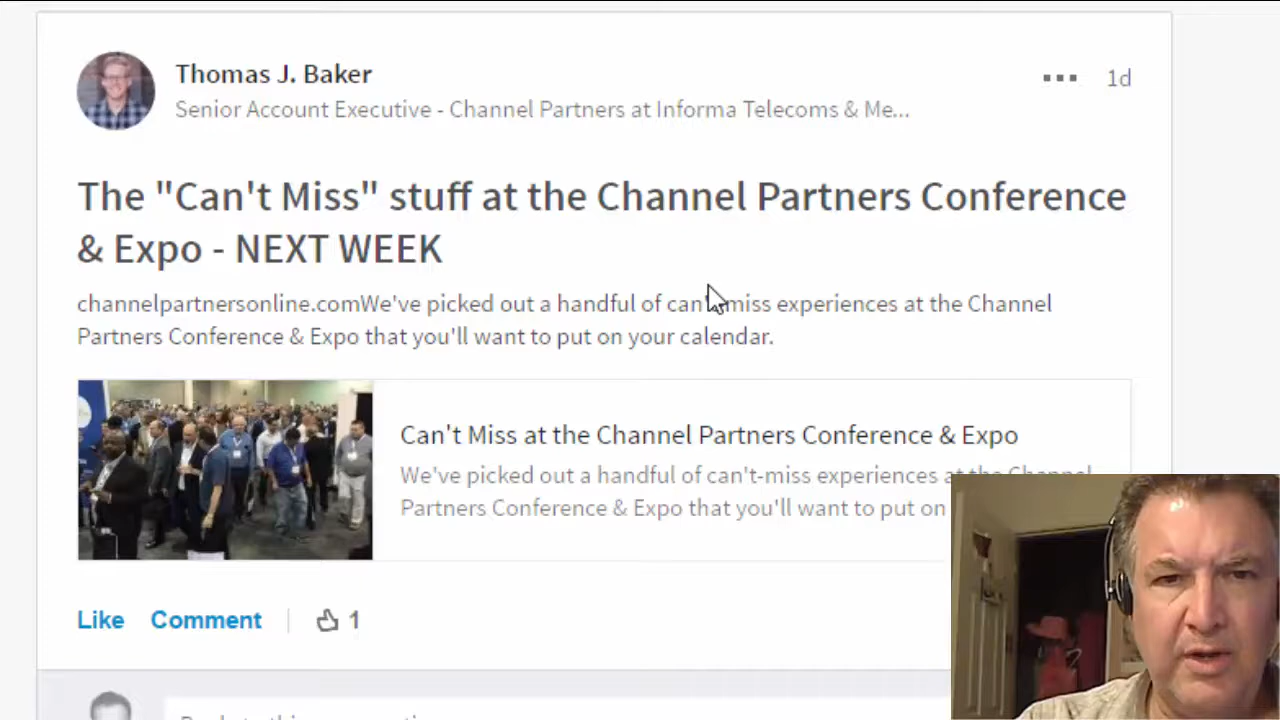 Thomas J. Baker
1d
Senior Account Executive - Channel Partners at Informa Telecoms & Me...
The "Can't Miss" stuff at the Channel Partners Conference
& Expo - NEXT WEEK
channelpartnersonline.comWe've picked out a handful of can't-miss experiences at the Channel
Partners Conference & Expo that you'll want to put on your calendar.
Can't Miss at the Channel Partners Conference & Expo
We've picked out a handful of can't-miss experiences at the Channel
Partners Conference & Expo that you'll want to put on
Like Comment 1